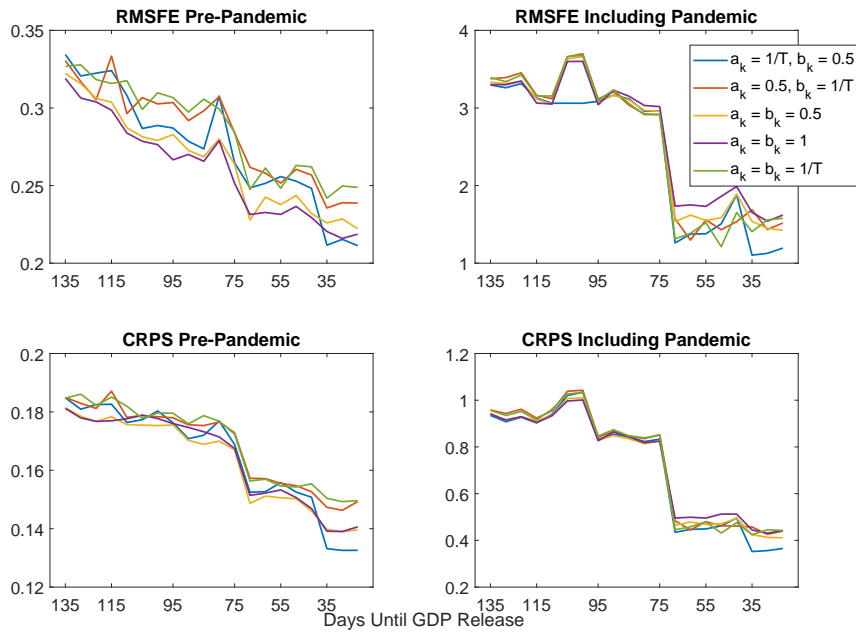 RMSFE Pre-Pandemic
0.35
0.3
0.25
0.2
135 115 95 75 55 35
RMSFE Including Pandemic
4
3
2
1
135 115 95 75 55 35
a_k = 1/T, b_k = 0.5
a_k = 0.5, b_k = 1/T
a_k = b_k = 0.5
a_k = b_k = 1
a_k = b_k = 1/T
CRPS Pre-Pandemic
0.2
0.18
0.16
0.14
0.12
135 115 95 75 55 35
CRPS Including Pandemic
1.2
1
0.8
0.6
0.4
0.2
135 115 95 75 55 35
Days Until GDP Release